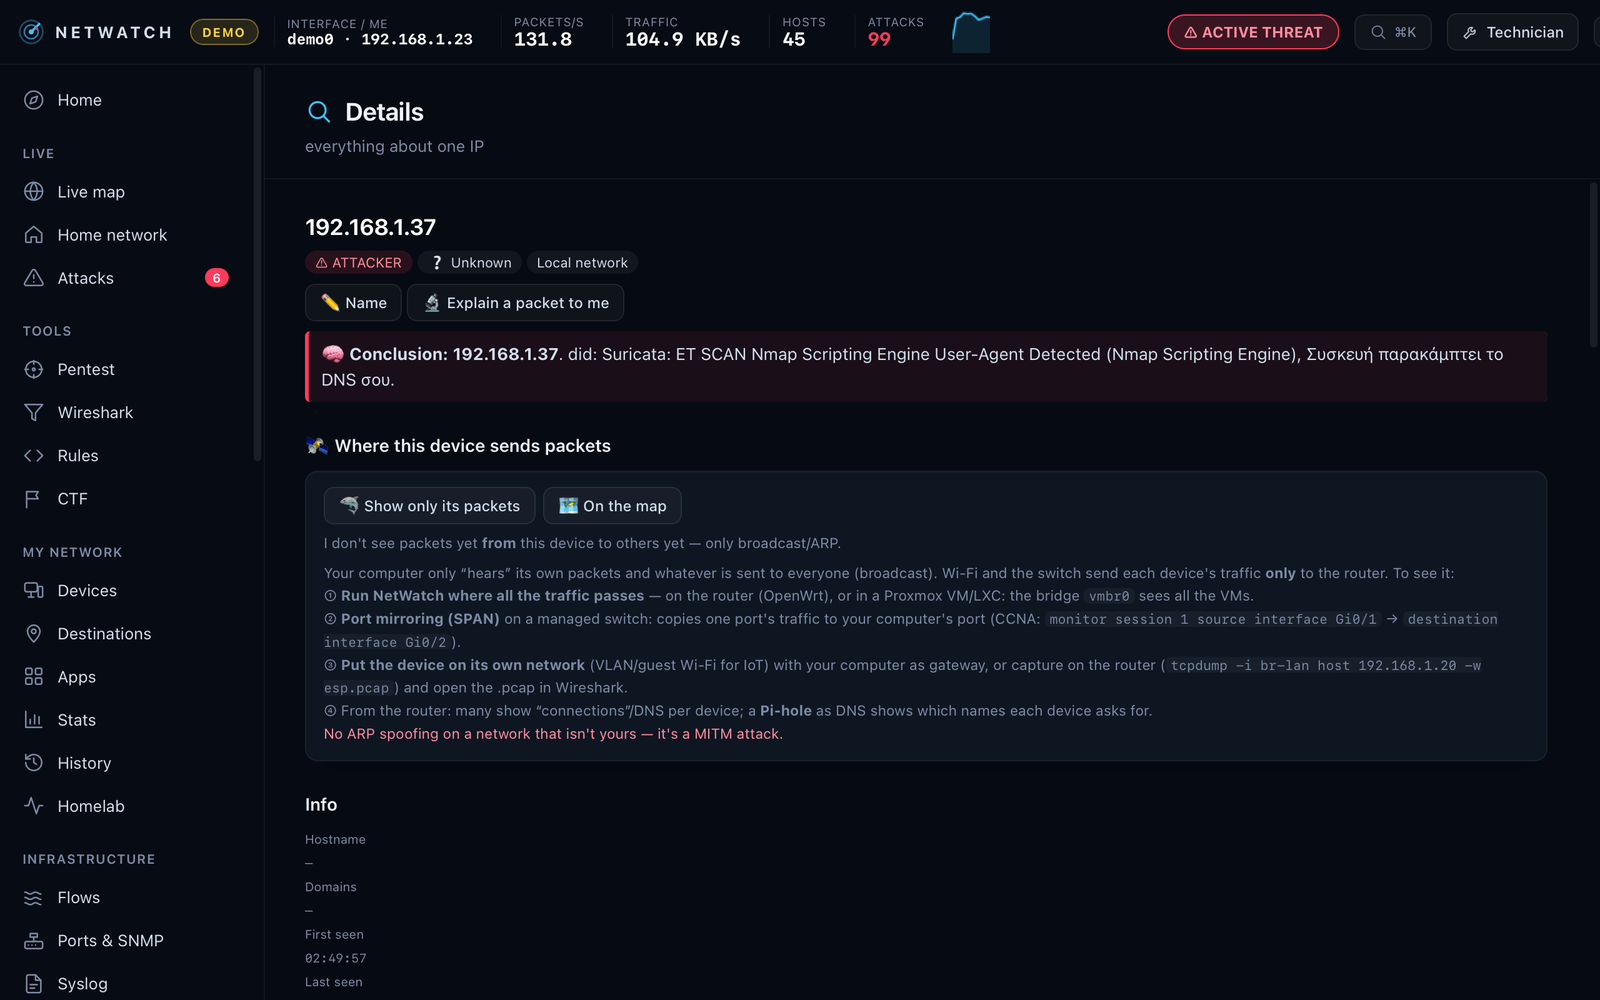 NETWATCH
DEMO
INTERFACE / ME
demo0 · 192.168.1.23
PACKETS/S
131.8
TRAFFIC
104.9 KB/s
HOSTS
45
ATTACKS
99
ACTIVE THREAT
⌘K
Technician
Home
LIVE
Live map
Home network
Attacks
6
TOOLS
Pentest
Wireshark
Rules
CTF
MY NETWORK
Devices
Destinations
Apps
Stats
History
Homelab
INFRASTRUCTURE
Flows
Ports & SNMP
Syslog
Details
everything about one IP
192.168.1.37
ATTACKER
❓ Unknown
Local network
✏️ Name
🔬 Explain a packet to me
🧠 Conclusion: 192.168.1.37. did: Suricata: ET SCAN Nmap Scripting Engine User-Agent Detected (Nmap Scripting Engine), Συσκευή παρακάμπτει το
DNS σου.
🛰️ Where this device sends packets
🦈 Show only its packets
🗺️ On the map
I don't see packets yet from this device to others yet — only broadcast/ARP.
Your computer only “hears” its own packets and whatever is sent to everyone (broadcast). Wi-Fi and the switch send each device's traffic only to the router. To see it:
① Run NetWatch where all the traffic passes — on the router (OpenWrt), or in a Proxmox VM/LXC: the bridge vmbr0 sees all the VMs.
② Port mirroring (SPAN) on a managed switch: copies one port's traffic to your computer's port (CCNA: monitor session 1 source interface Gi0/1 → destination
interface Gi0/2).
③ Put the device on its own network (VLAN/guest Wi-Fi for IoT) with your computer as gateway, or capture on the router ( tcpdump -i br-lan host 192.168.1.20 -w
esp.pcap) and open the .pcap in Wireshark.
④ From the router: many show “connections”/DNS per device; a Pi-hole as DNS shows which names each device asks for.
No ARP spoofing on a network that isn't yours — it's a MITM attack.
Info
Hostname
—
Domains
—
First seen
02:49:57
Last seen